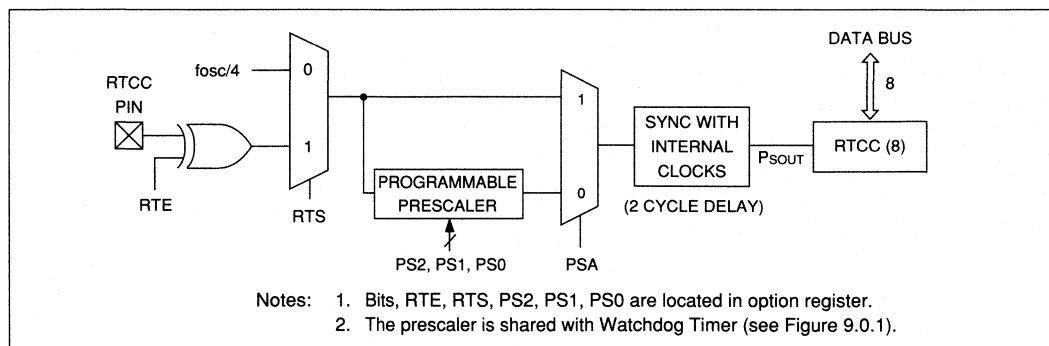 DATA BUS
8
fosc/4
0
RTCC
PIN
1
RTE
RTS
PROGRAMMABLE
PRESCALER
PS2, PS1, PS0
1
0
PSA
SYNC WITH
INTERNAL
CLOCKS
(2 CYCLE DELAY)
PSOUT
RTCC (8)
Notes: 1. Bits, RTE, RTS, PS2, PS1, PS0 are located in option register.
2. The prescaler is shared with Watchdog Timer (see Figure 9.0.1).